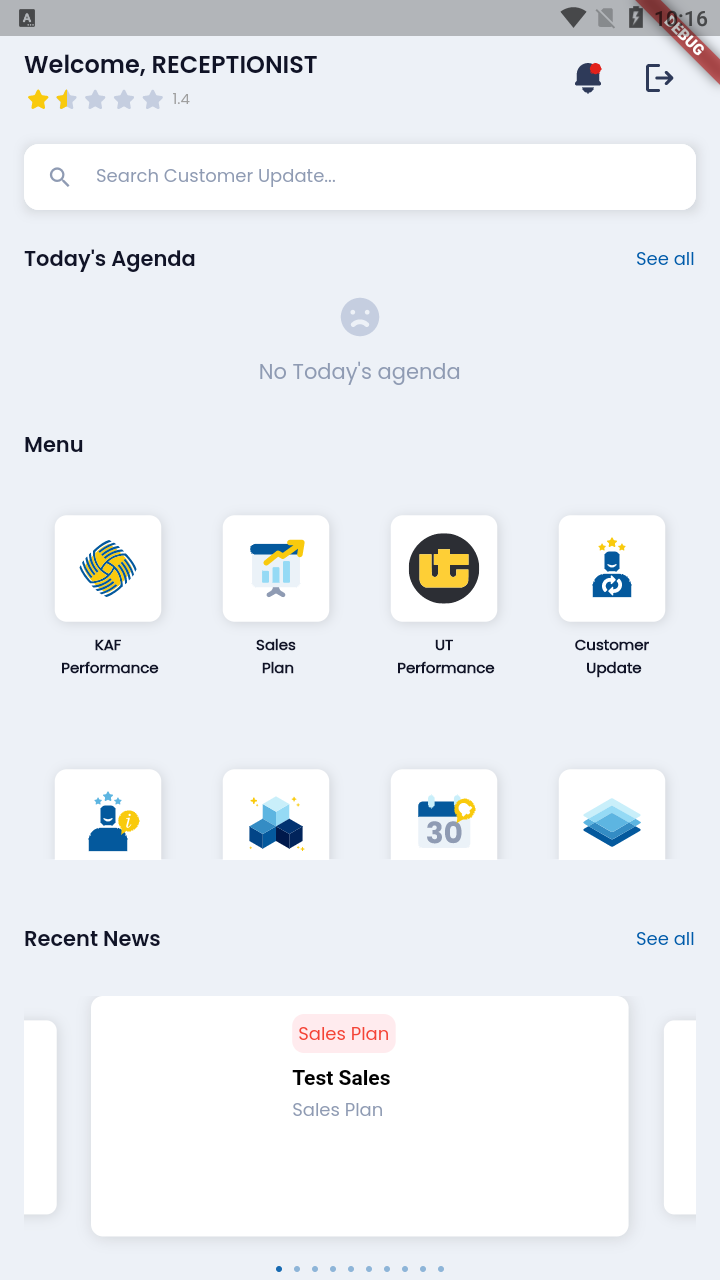 10:16
DEBUG
Welcome, RECEPTIONIST
1.4
Search Customer Update...
Today's Agenda
See all
No Today's agenda
Menu
KAF
Performance
Sales
Plan
UT
Performance
Customer
Update
30
Recent News
See all
Sales Plan
Test Sales
Sales Plan